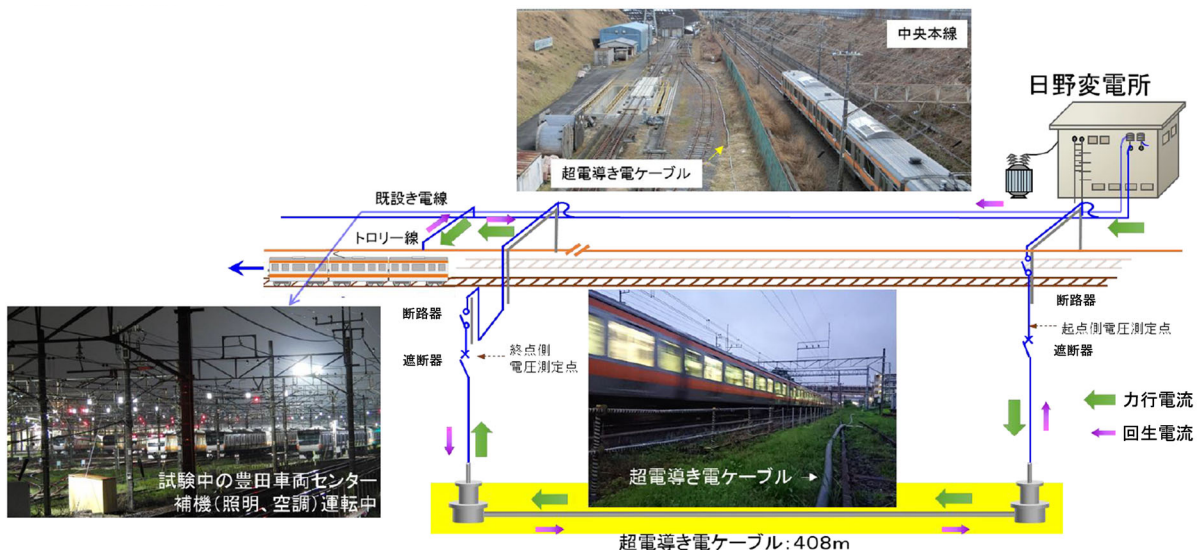 中央本線
日野変電所
超電導き電ケーブル
既設き電線
トロリー線
断路器
遮断器
終点側
電圧測定点
断路器
起点側電圧測定点
遮断器
力行電流
回生電流
試験中の豊田車両センター
補機(照明、空調)運転中
超電導き電ケーブル
超電導き電ケーブル:408m